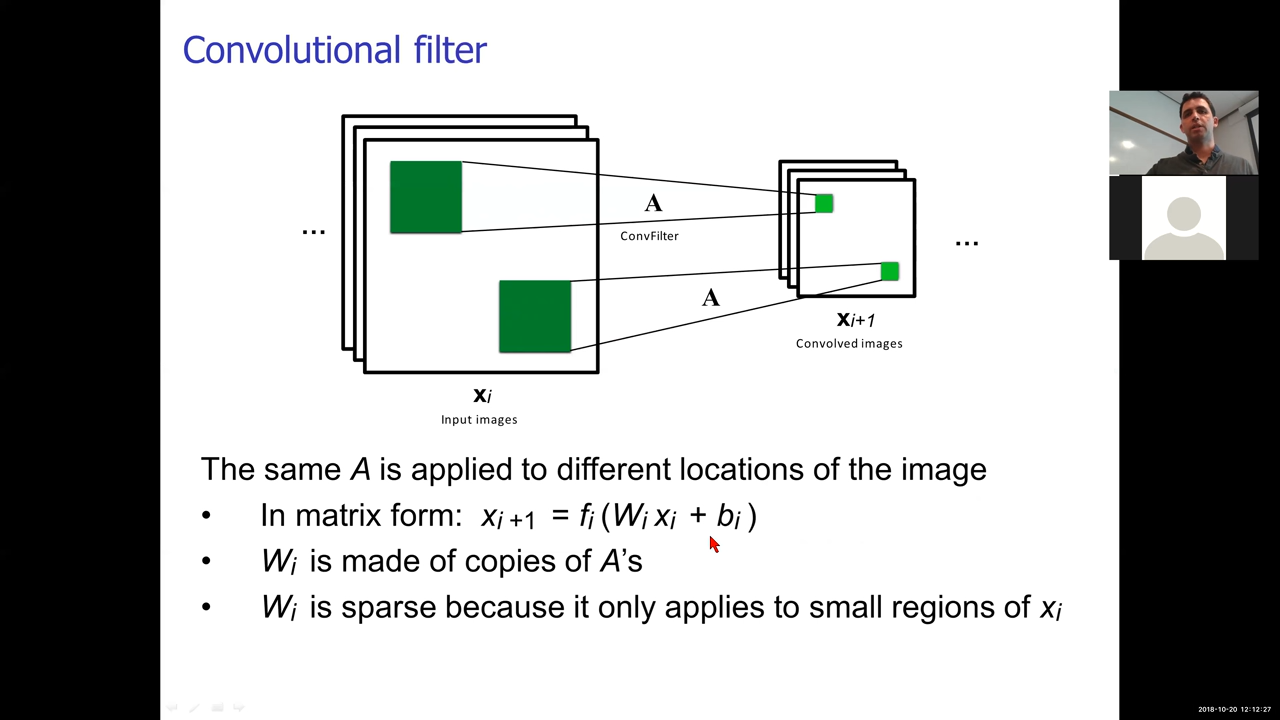 Convolutional filter
... A ...
ConvFilter
A
xi+1
Convolved images
xi
Input images
The same A is applied to different locations of the image
• In matrix form: xi+1 = fi (Wi xi + bi)
• Wi is made of copies of A’s
• Wi is sparse because it only applies to small regions of xi
2018-10-20 12:12:27